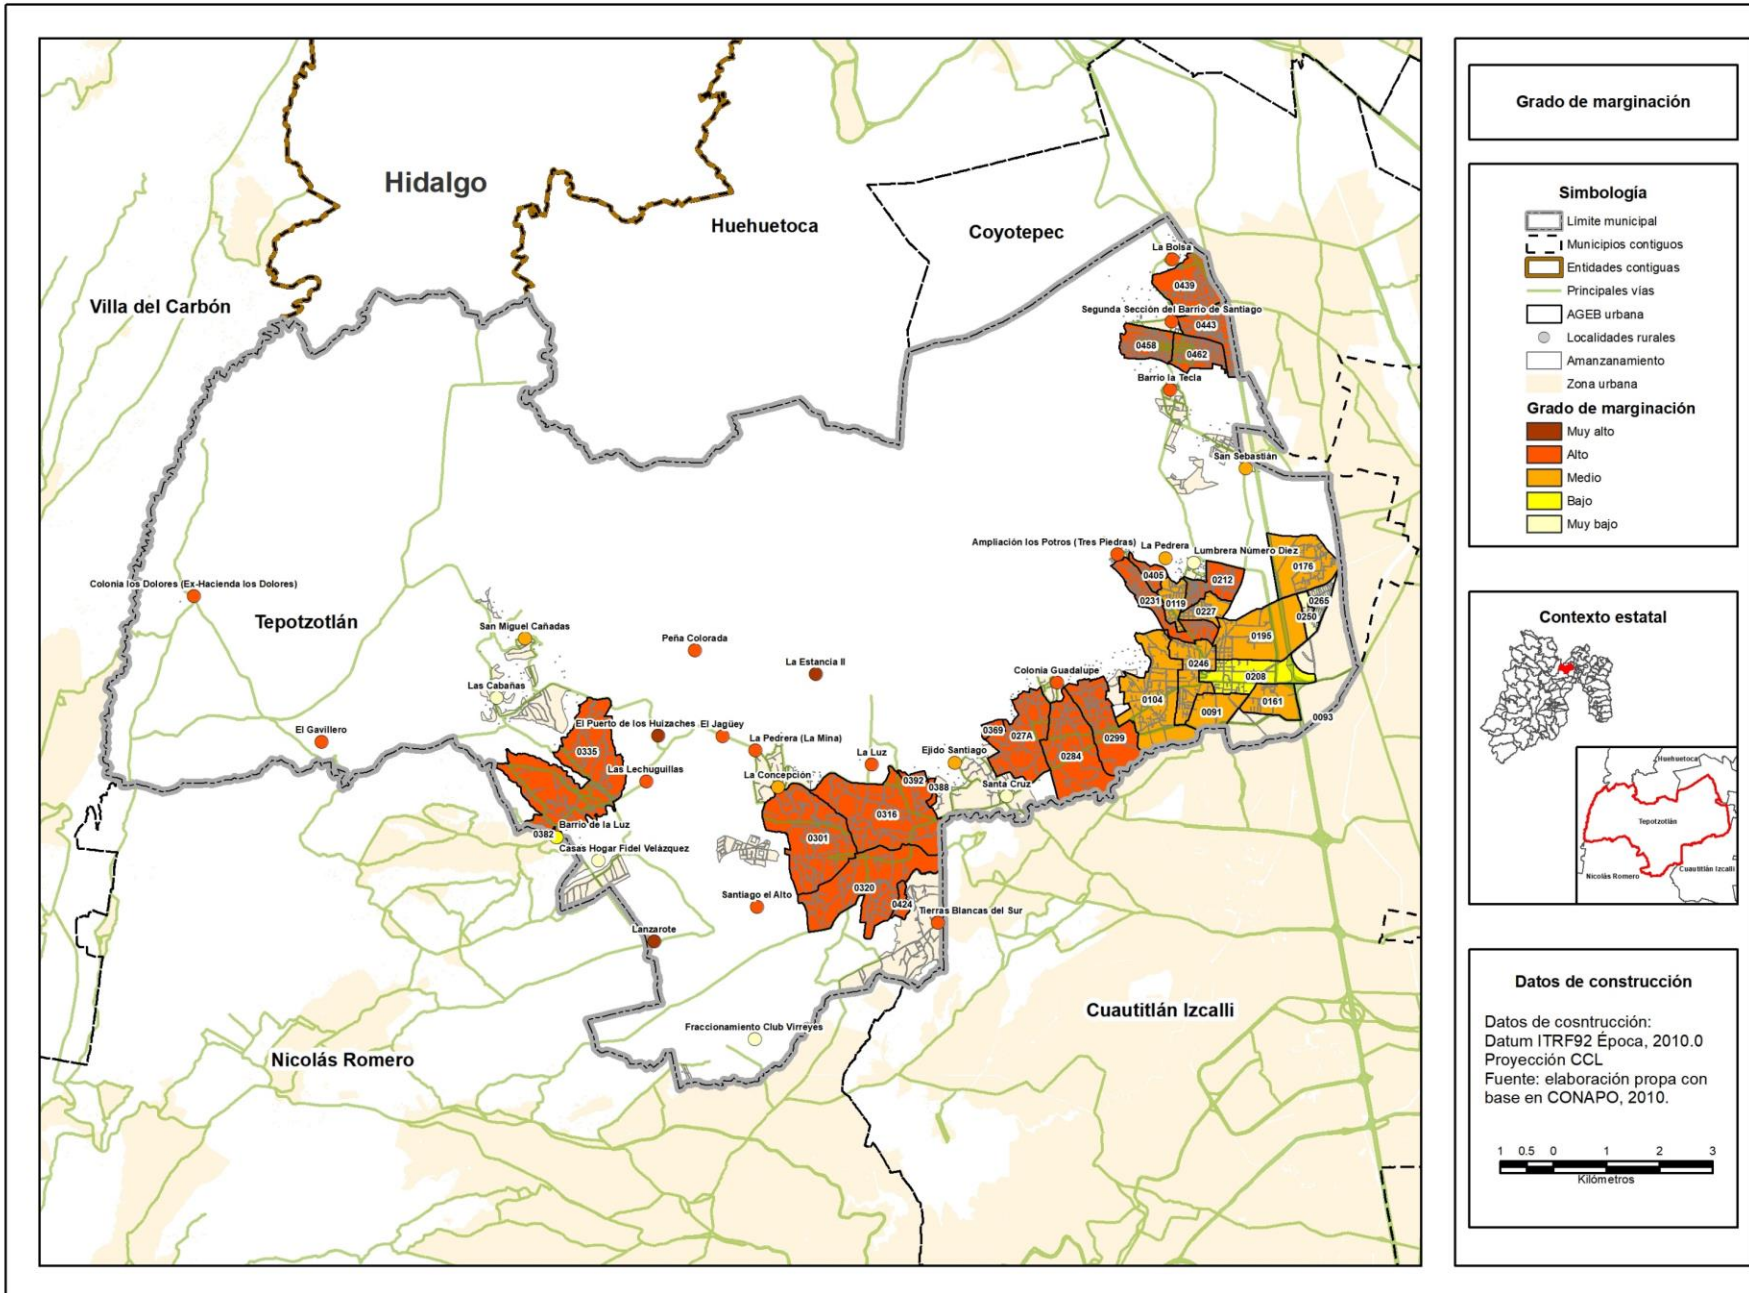 Hidalgo
Huehuetoca
Coyotepec
Villa del Carbón
Tepotzotlán
Nicolás Romero
Cuautitlán Izcalli
La Bolsa
0439
Segunda Sección del Barrio de Santiago
0443
0458
0462
Barrio la Tecla
San Sebastián
Ampliación los Potros (Tres Piedras)
La Pedrera
Lumbrera Número Diez
0176
0405
0212
0231
0119
0227
0265
0250
0195
0246
0208
0104
0091
0161
0093
Colonia los Dolores (Ex-Hacienda los Dolores)
San Miguel Cañadas
Peña Colorada
La Estancia II
Colonia Guadalupe
Las Cabañas
El Gavillero
El Puerto de los Huizaches
El Jagüey
0335
La Pedrera (La Mina)
La Luz
Ejido Santiago
0369
027A
0299
0284
Las Lechuguillas
La Concepción
0392
0388
Santa Cruz
0316
0301
0382
Barrio de la Luz
Casas Hogar Fidel Velázquez
0320
0424
Santiago el Alto
Tierras Blancas del Sur
Lanzarote
Fraccionamiento Club Virreyes
Grado de marginación
Simbología
Límite municipal
Municipios contiguos
Entidades contiguas
Principales vías
AGEB urbana
Localidades rurales
Amanzanamiento
Zona urbana
Grado de marginación
Muy alto
Alto
Medio
Bajo
Muy bajo
Contexto estatal
Huehuetoca
Tepotzotlán
Nicolás Romero
Cuautitlán Izcalli
Datos de construcción
Datos de cosntrucción:
Datum ITRF92 Época, 2010.0
Proyección CCL
Fuente: elaboración propa con
base en CONAPO, 2010.
1 0.5 0 1 2 3
Kilómetros